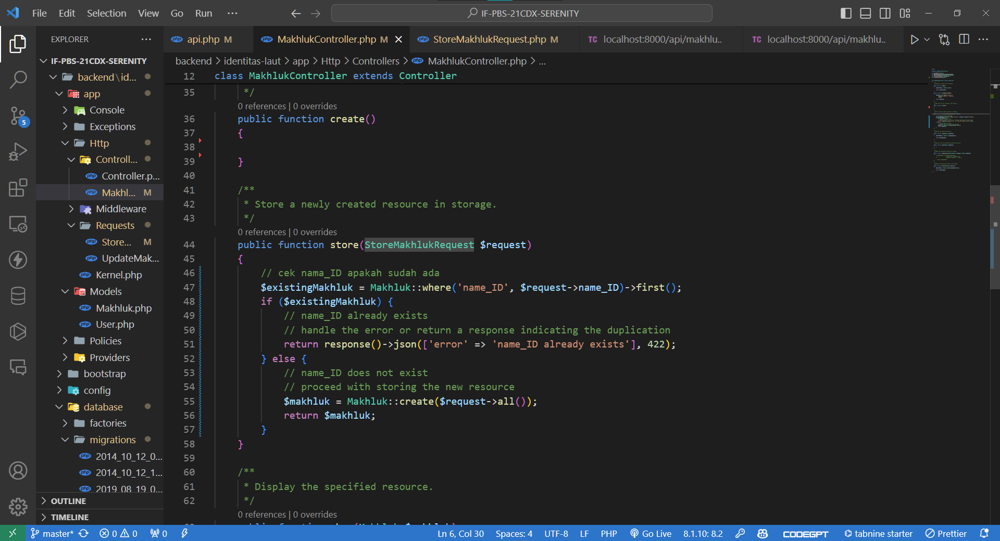 File Edit Selection View Go Run ···
IF-PBS-21CDX-SERENITY
EXPLORER ···
IF-PBS-21CDX-SERENITY
backend\id...
app
Console
Exceptions
Http
Controll...
Controller.p...
Makhl... M
Middleware
Requests
Store... M
UpdateMak...
Kernel.php
Models
Makhluk.php
User.php
Policies
Providers
bootstrap
config
database
factories
migrations
2014_10_12_0...
2014_10_12_1...
2019_08_19_0...
OUTLINE
TIMELINE
5
php api.php M
php MakhlukController.php M
php StoreMakhlukRequest.php M
TC localhost:8000/api/makhlu..
TC localhost:8000/api/makhlu..
backend > identitas-laut > app > Http > Controllers > php MakhlukController.php > ...
12 class MakhlukController extends Controller
35 */
0 references | 0 overrides
36 public function create()
37 {
38
39 }
40
41 /**
42 * Store a newly created resource in storage.
43 */
0 references | 0 overrides
44 public function store(StoreMakhlukRequest $request)
45 {
46 // cek nama_ID apakah sudah ada
47 $existingMakhluk = Makhluk::where('name_ID', $request->name_ID)->first();
48 if ($existingMakhluk) {
49 // name_ID already exists
50 // handle the error or return a response indicating the duplication
51 return response()->json(['error' => 'name_ID already exists'], 422);
52 } else {
53 // name_ID does not exist
54 // proceed with storing the new resource
55 $makhluk = Makhluk::create($request->all());
56 return $makhluk;
57 }
58 }
59
60 /**
61 * Display the specified resource.
62 */
0 references | 0 overrides
master* 0 0 0 Ln 6, Col 30 Spaces: 4 UTF-8 LF PHP Go Live 8.1.10: 8.2 CODEGPT tabnine starter Prettier